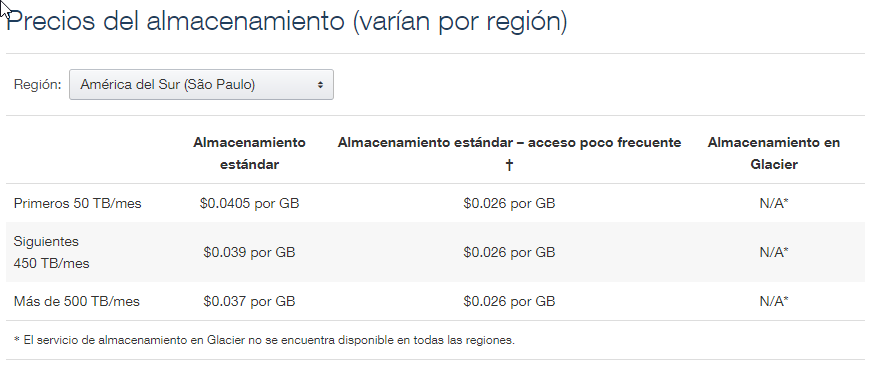 Precios del almacenamiento (varían por región)
Región: América del Sur (São Paulo)
Almacenamiento estándar Almacenamiento estándar – acceso poco frecuente † Almacenamiento en Glacier
Primeros 50 TB/mes $0.0405 por GB $0.026 por GB N/A*
Siguientes 450 TB/mes $0.039 por GB $0.026 por GB N/A*
Más de 500 TB/mes $0.037 por GB $0.026 por GB N/A*
* El servicio de almacenamiento en Glacier no se encuentra disponible en todas las regiones.